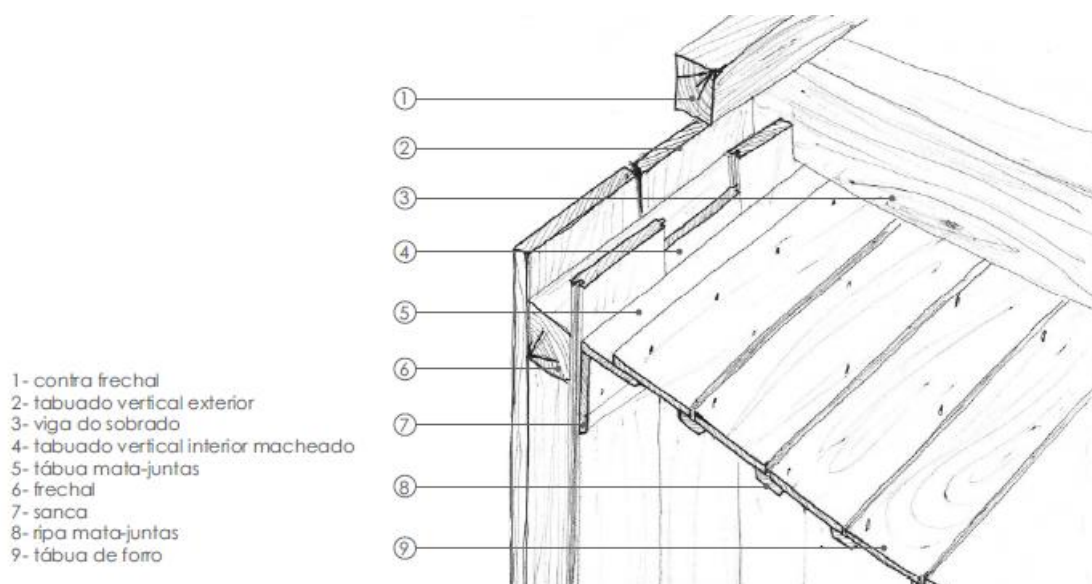 1
2
3
4
5
6
7
8
9
1- contra frechal
2- tabuado vertical exterior
3- viga do sobrado
4- tabuado vertical interior macheado
5- tábua mata-juntas
6- frechal
7- sanca
8- ripa mata-juntas
9- tábua de forro